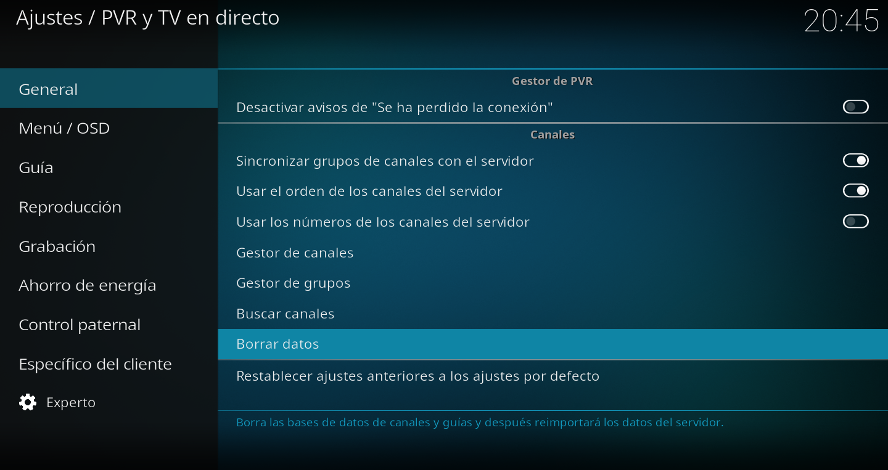 Ajustes / PVR y TV en directo
20:45
General
Menú / OSD
Guía
Reproducción
Grabación
Ahorro de energía
Control paternal
Específico del cliente
Experto
Gestor de PVR
Desactivar avisos de "Se ha perdido la conexión"
Canales
Sincronizar grupos de canales con el servidor
Usar el orden de los canales del servidor
Usar los números de los canales del servidor
Gestor de canales
Gestor de grupos
Buscar canales
Borrar datos
Restablecer ajustes anteriores a los ajustes por defecto
Borra las bases de datos de canales y guías y después reimportará los datos del servidor.